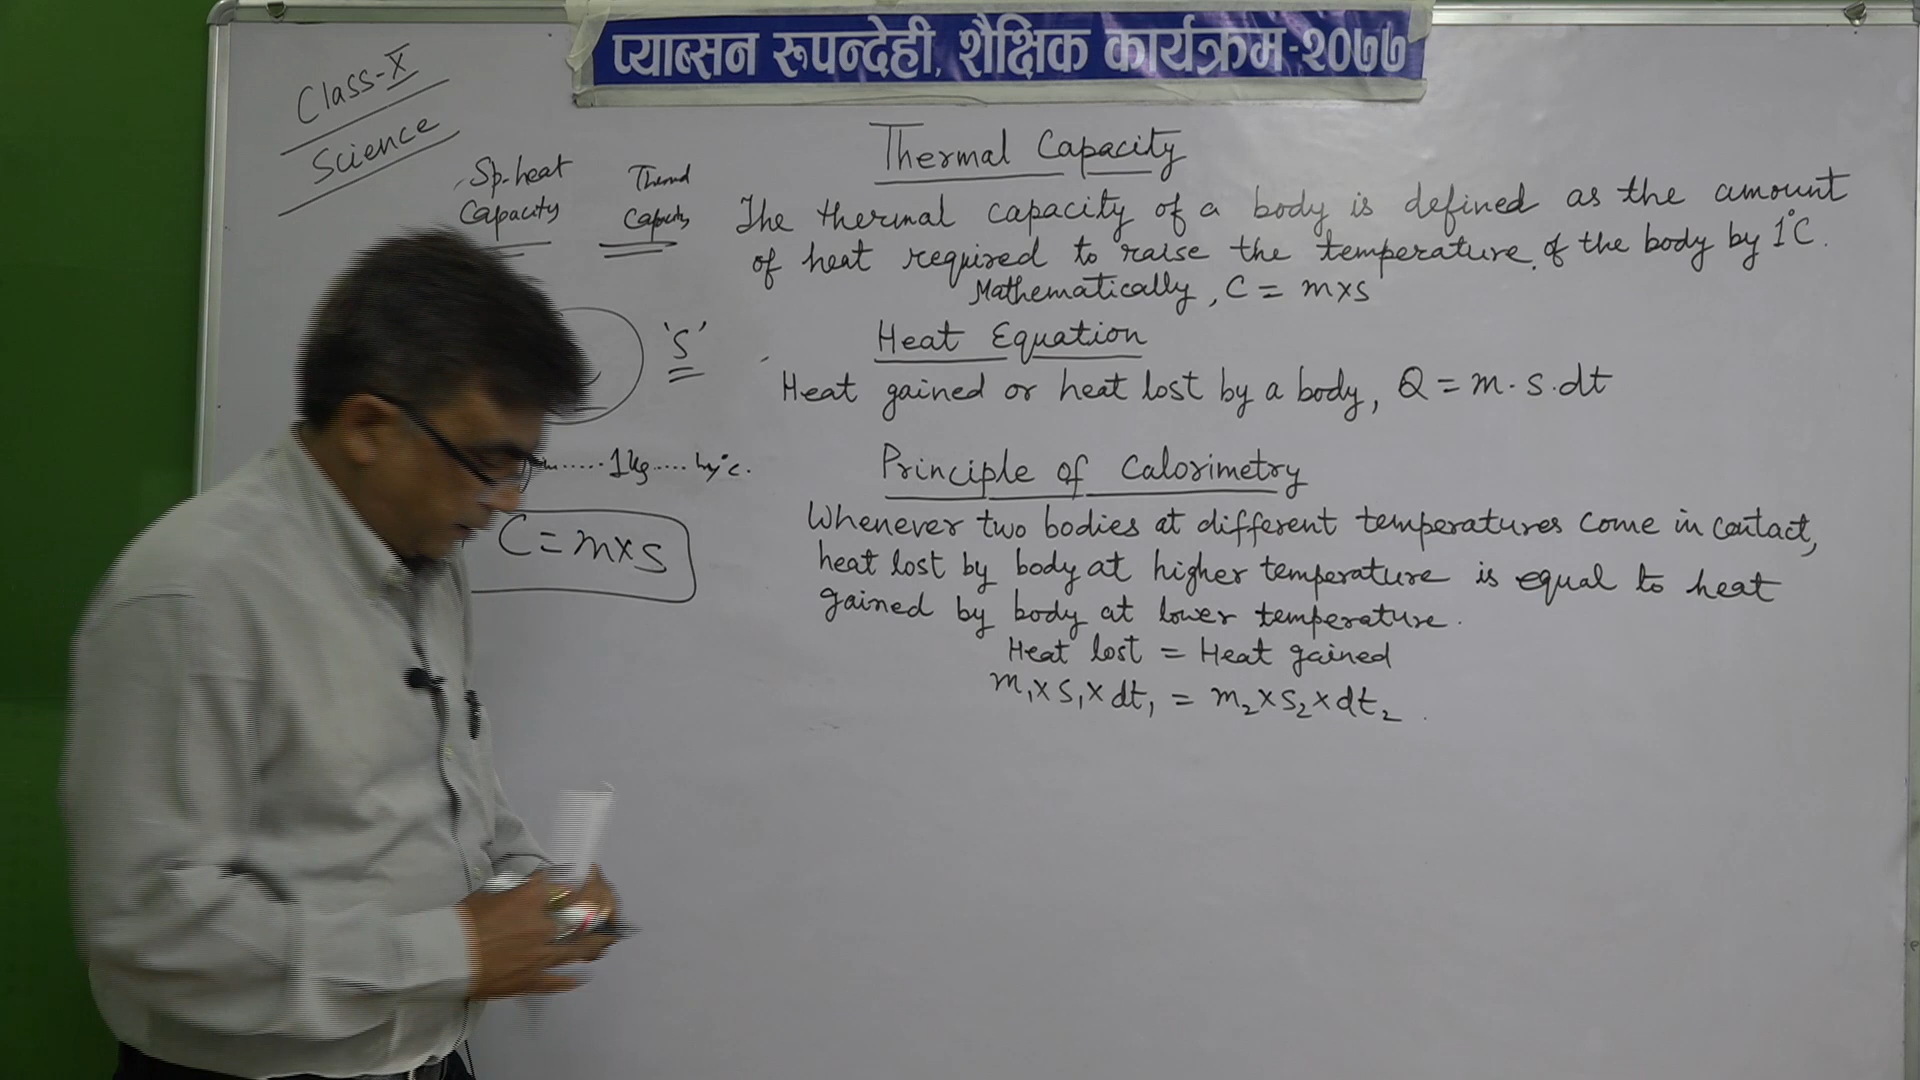 प्याब्सन रुपन्देही, शैक्षिक कार्यक्रम-२०७७
Class-X
Science
Sp. heat
Capacity
Thermal
Capacity
's'
1kg.... by 1°c.
C = m×s
Thermal Capacity
The thermal capacity of a body is defined as the amount
of heat required to raise the temperature of the body by 1°C.
Mathematically, C = m×s
Heat Equation
Heat gained or heat lost by a body, Q = m·s·dt
Principle of Calorimetry
Whenever two bodies at different temperatures come in contact,
heat lost by body at higher temperature is equal to heat
gained by body at lower temperature.
Heat lost = Heat gained
m₁×s₁×dt₁ = m₂×s₂×dt₂